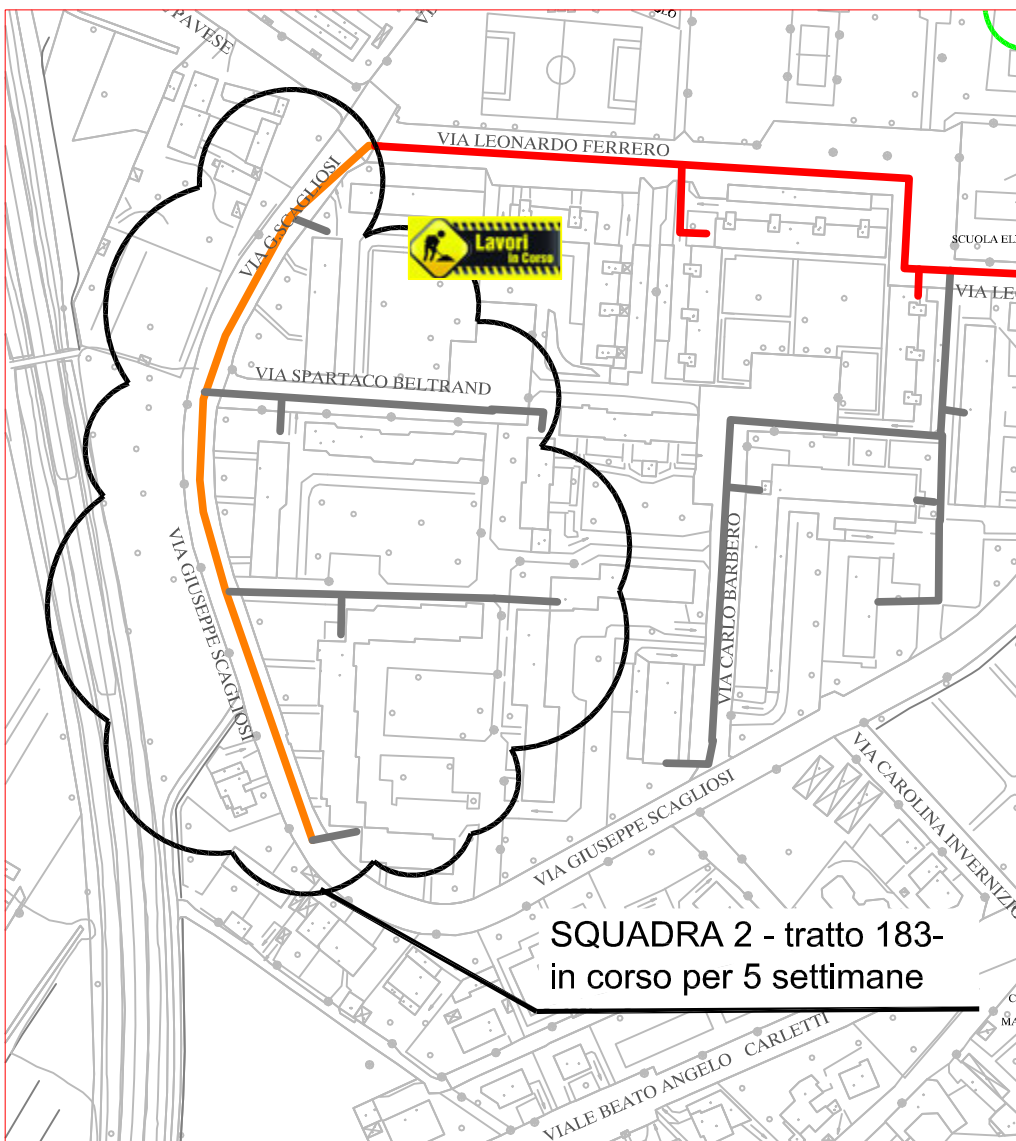 PAVESE
VIA LEONARDO FERRERO
VIA G.SCAGLIOSI
Lavori
in Corso
SCUOLA EL
VIA LE
VIA SPARTACO BELTRAND
VIA GIUSEPPE SCAGLIOSI
VIA CARLO BARBERO
VIA GIUSEPPE SCAGLIOSI
VIA CAROLINA INVERNIZIO
SQUADRA 2 - tratto 183-
in corso per 5 settimane
VIALE BEATO ANGELO CARLETTI